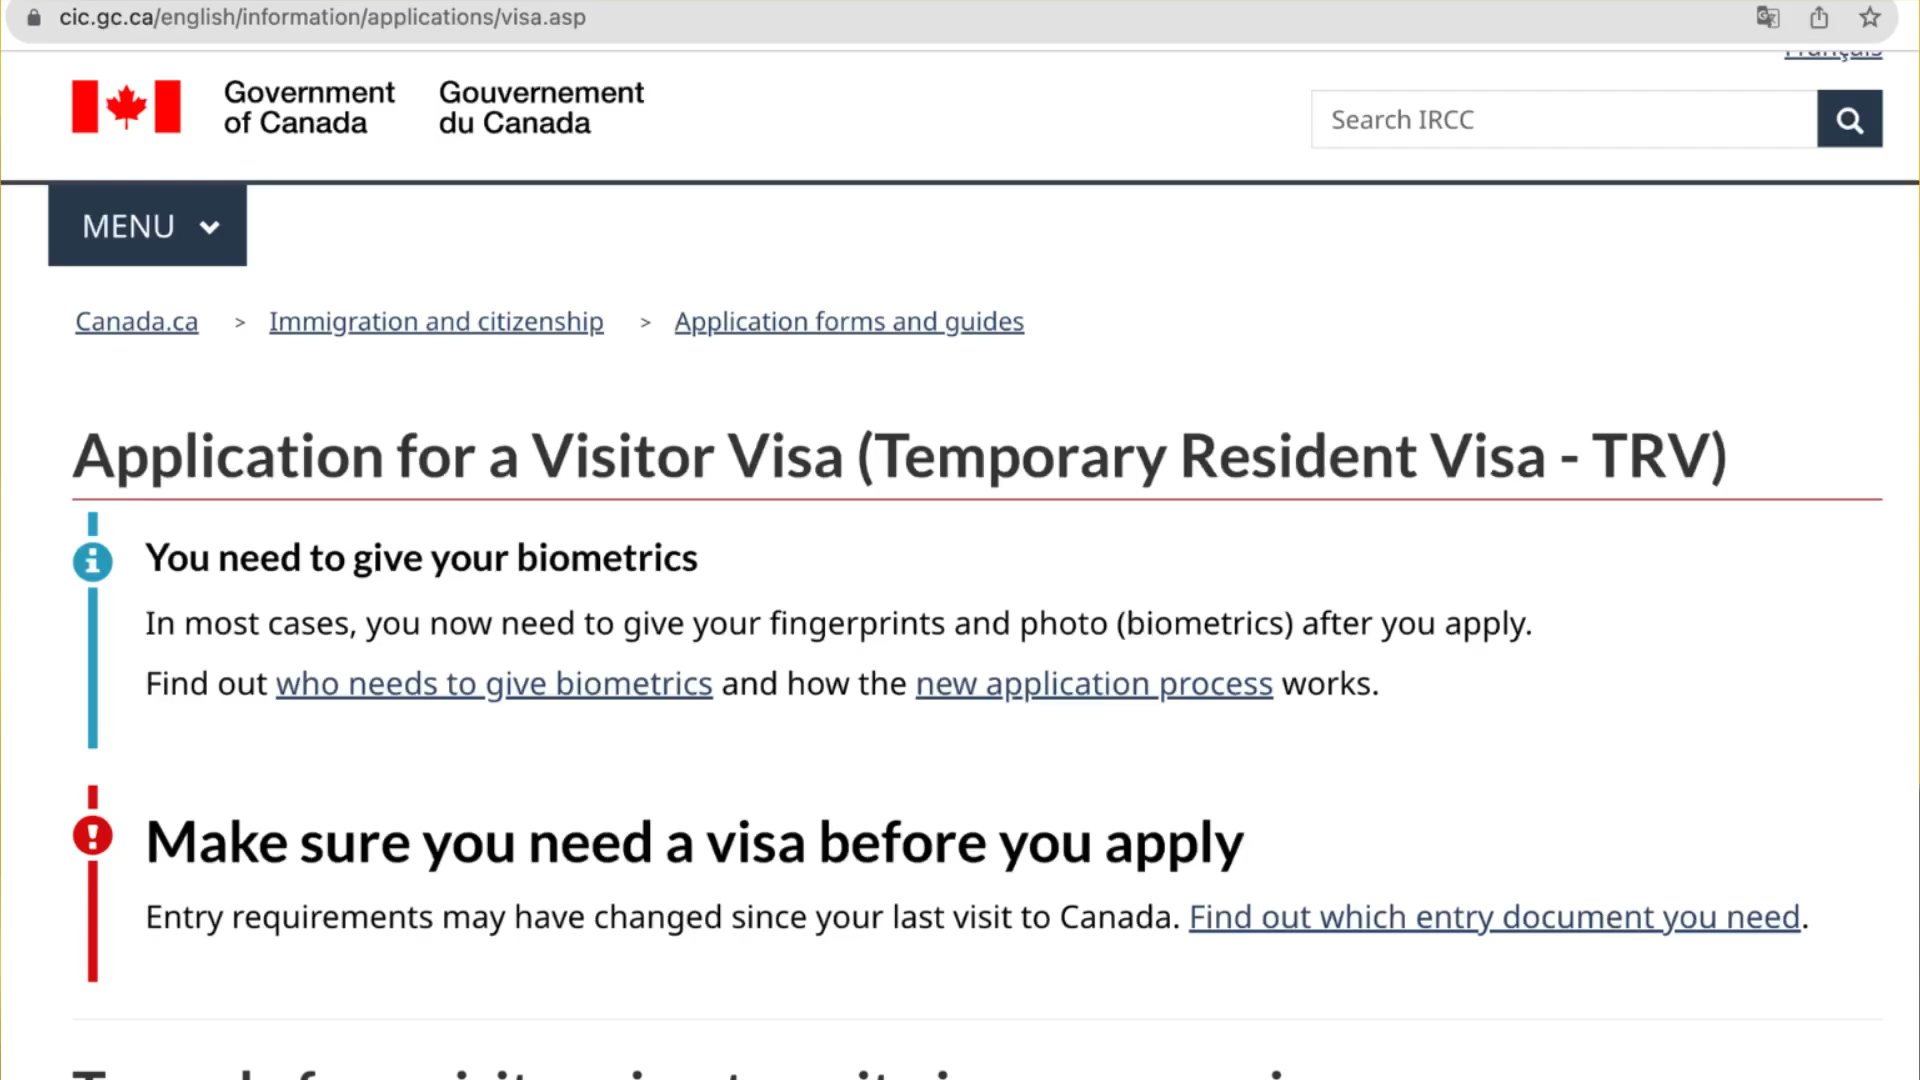 cic.gc.ca/english/information/applications/visa.asp
Français
Government of Canada
Gouvernement du Canada
Search IRCC
MENU
Canada.ca > Immigration and citizenship > Application forms and guides
Application for a Visitor Visa (Temporary Resident Visa - TRV)
You need to give your biometrics
In most cases, you now need to give your fingerprints and photo (biometrics) after you apply.
Find out who needs to give biometrics and how the new application process works.
Make sure you need a visa before you apply
Entry requirements may have changed since your last visit to Canada. Find out which entry document you need.